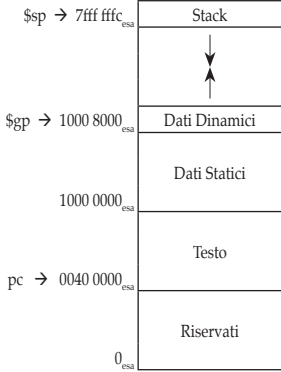 $sp → 7fff fffc esa Stack
$gp → 1000 8000 esa Dati Dinamici
Dati Statici
1000 0000 esa
Testo
pc → 0040 0000 esa
Riservati
0 esa